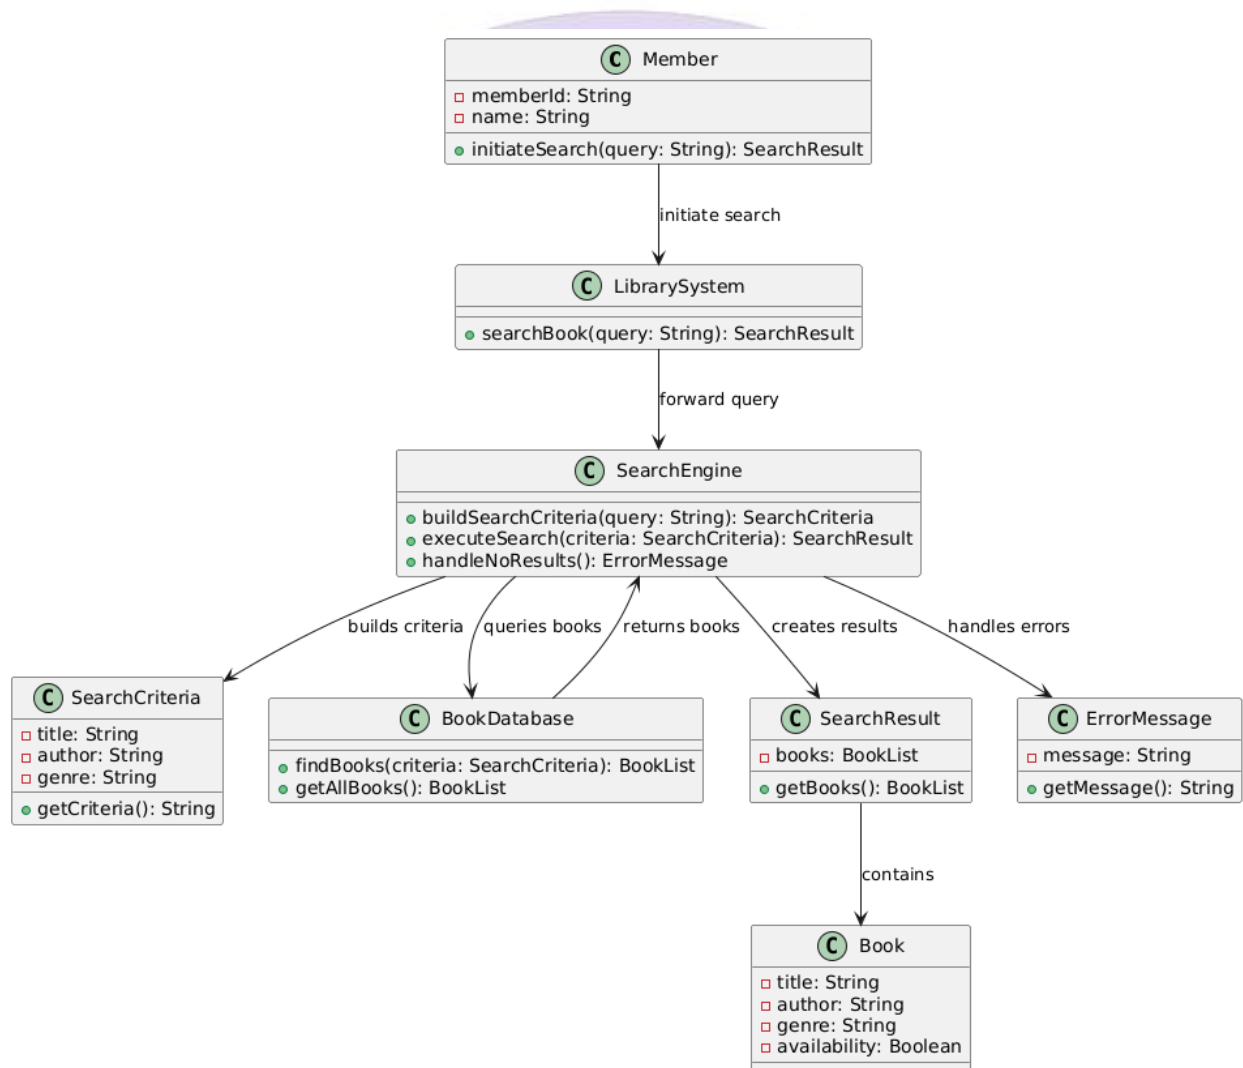 C Member
memberId: String
name: String
initiateSearch(query: String): SearchResult
initiate search
C LibrarySystem
searchBook(query: String): SearchResult
forward query
C SearchEngine
buildSearchCriteria(query: String): SearchCriteria
executeSearch(criteria: SearchCriteria): SearchResult
handleNoResults(): ErrorMessage
builds criteria
queries books
returns books
creates results
handles errors
C SearchCriteria
title: String
author: String
genre: String
getCriteria(): String
C BookDatabase
findBooks(criteria: SearchCriteria): BookList
getAllBooks(): BookList
C SearchResult
books: BookList
getBooks(): BookList
C ErrorMessage
message: String
getMessage(): String
contains
C Book
title: String
author: String
genre: String
availability: Boolean